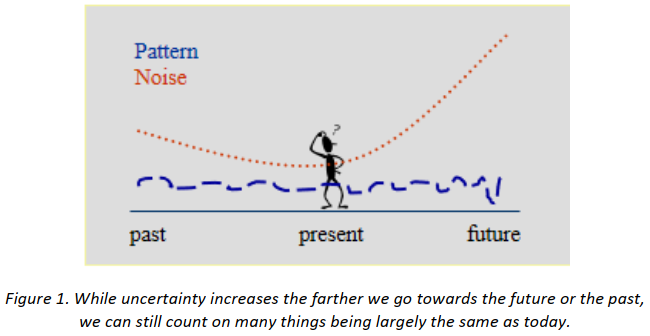 Pattern
Noise
?
past present future
Figure 1. While uncertainty increases the farther we go towards the future or the past,
we can still count on many things being largely the same as today.